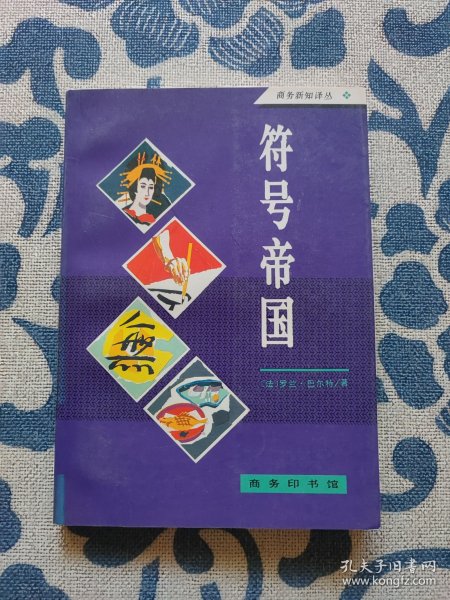 商务新知译丛
符号帝国
〔法〕罗兰·巴尔特/著
無
商务印书馆
孔夫子旧书网
www.kongfz.com